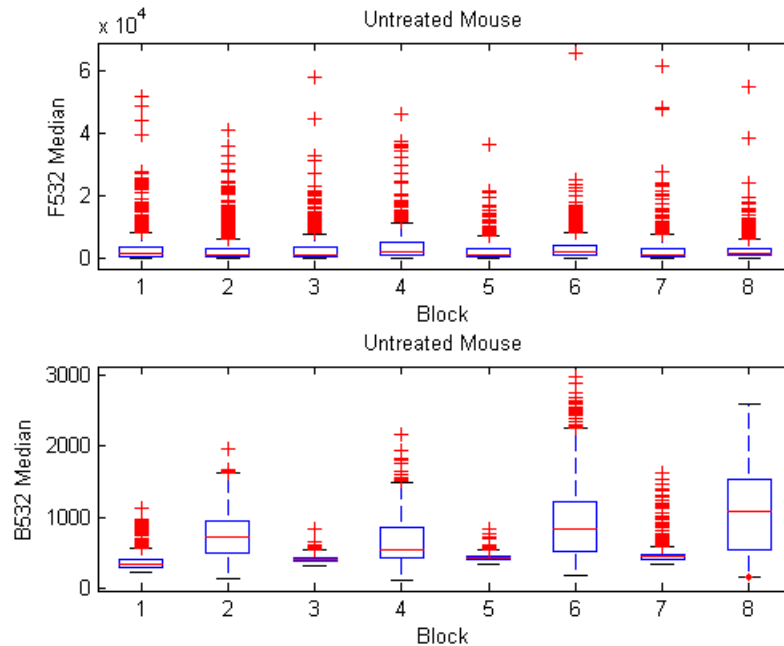 x 10^4
Untreated Mouse
F532 Median
6
4
2
0
1 2 3 4 5 6 7 8
Block
Untreated Mouse
B532 Median
3000
2000
1000
0
1 2 3 4 5 6 7 8
Block